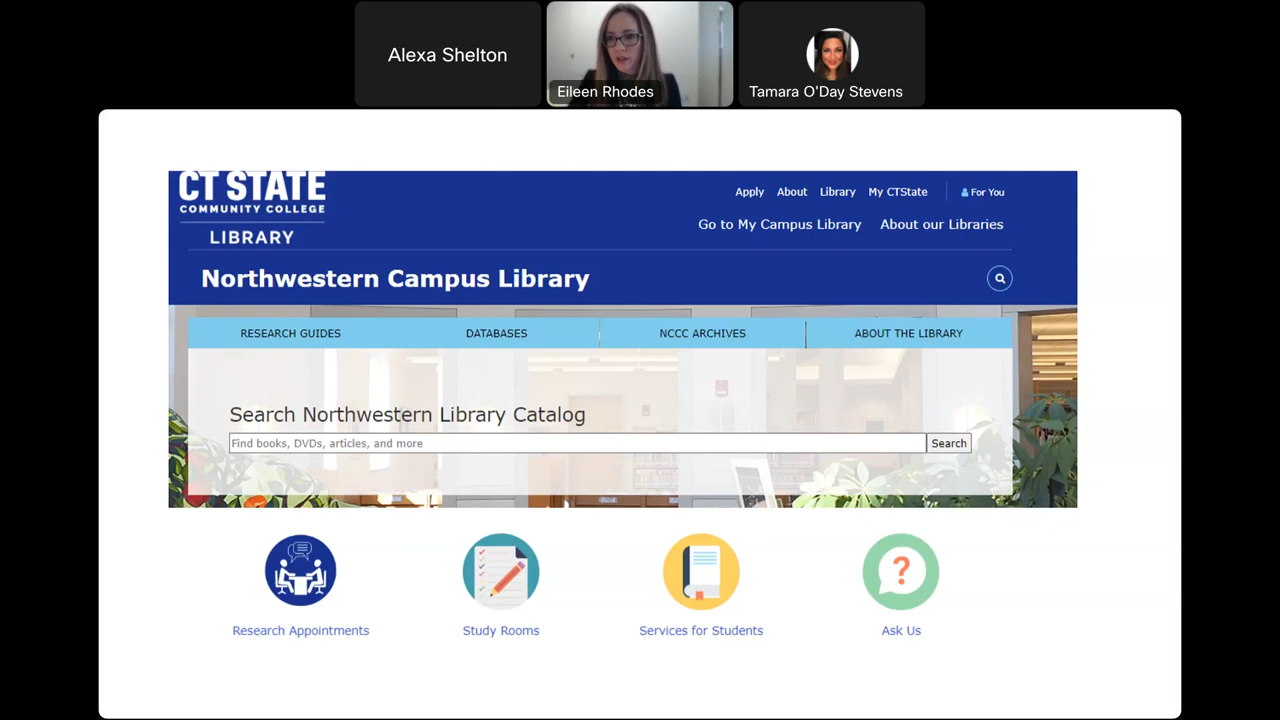 Alexa Shelton
Eileen Rhodes
Tamara O'Day Stevens
CT STATE
COMMUNITY COLLEGE
LIBRARY
Apply About Library My CTState For You
Go to My Campus Library About our Libraries
Northwestern Campus Library
RESEARCH GUIDES DATABASES NCCC ARCHIVES ABOUT THE LIBRARY
Search Northwestern Library Catalog
Find books, DVDs, articles, and more Search
?
Research Appointments Study Rooms Services for Students Ask Us